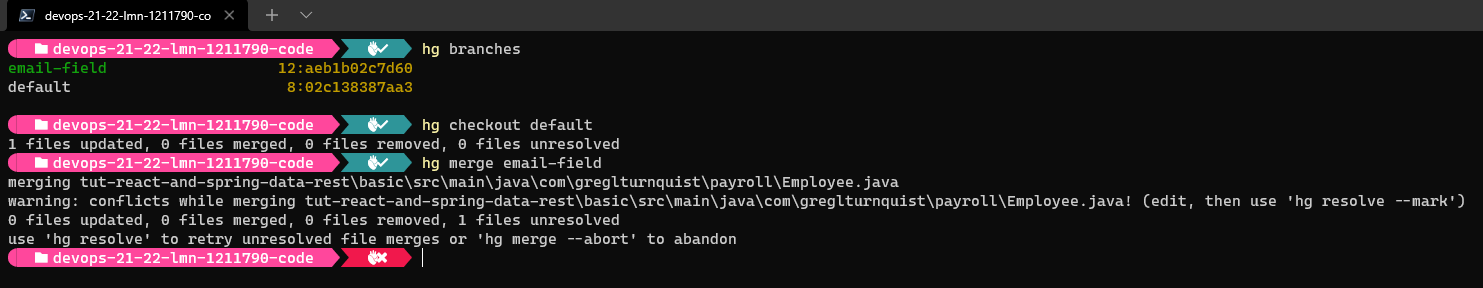 devops-21-22-lmn-1211790-co
devops-21-22-lmn-1211790-code hg branches
email-field 12:aeb1b02c7d60
default 8:02c138387aa3
devops-21-22-lmn-1211790-code hg checkout default
1 files updated, 0 files merged, 0 files removed, 0 files unresolved
devops-21-22-lmn-1211790-code hg merge email-field
merging tut-react-and-spring-data-rest\basic\src\main\java\com\greglturnquist\payroll\Employee.java
warning: conflicts while merging tut-react-and-spring-data-rest\basic\src\main\java\com\greglturnquist\payroll\Employee.java! (edit, then use 'hg resolve --mark')
0 files updated, 0 files merged, 0 files removed, 1 files unresolved
use 'hg resolve' to retry unresolved file merges or 'hg merge --abort' to abandon
devops-21-22-lmn-1211790-code